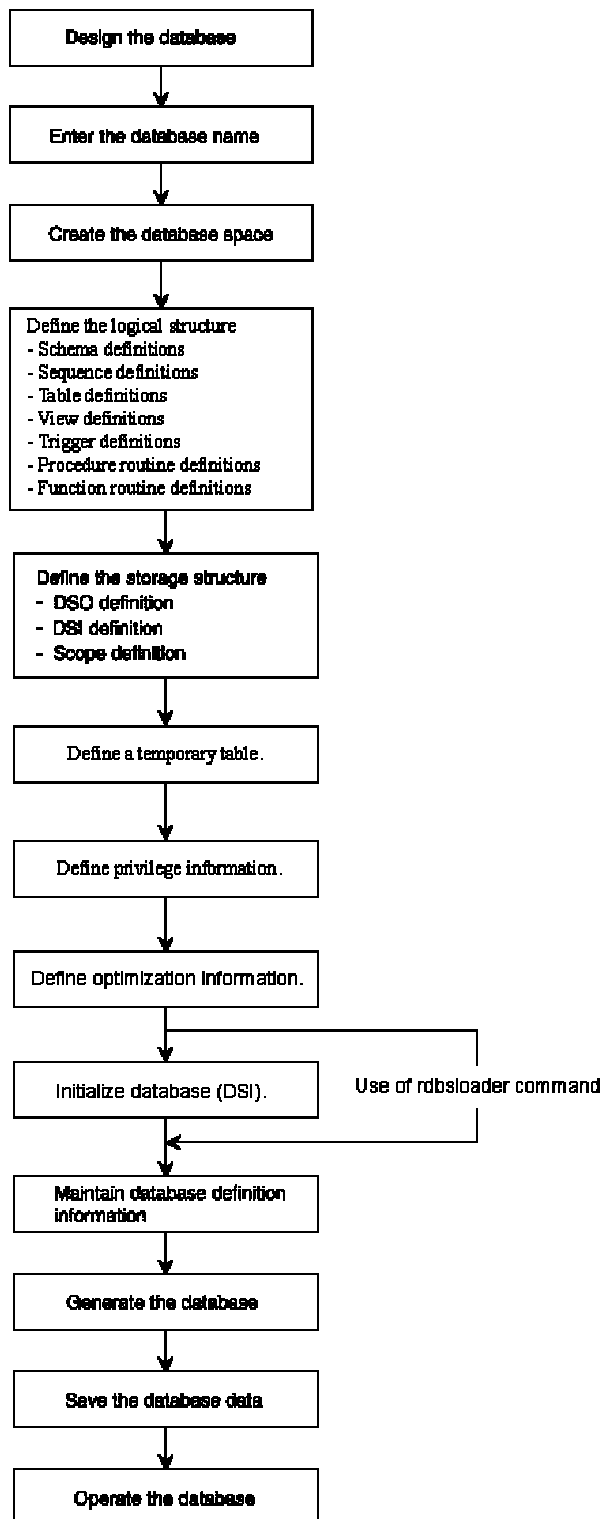 Design the database
Enter the database name
Create the database space
Define the logical structure
- Schema definitions
- Sequence definitions
- Table definitions
- View definitions
- Trigger definitions
- Procedure routine definitions
- Function routine definitions
Define the storage structure
- DSO definition
- DSI definition
- Scope definition
Define a temporary table.
Define privilege information.
Define optimization information.
Initialize database (DSI).
Use of rdbsloader command
Maintain database definition
information
Generate the database
Save the database data
Operate the database